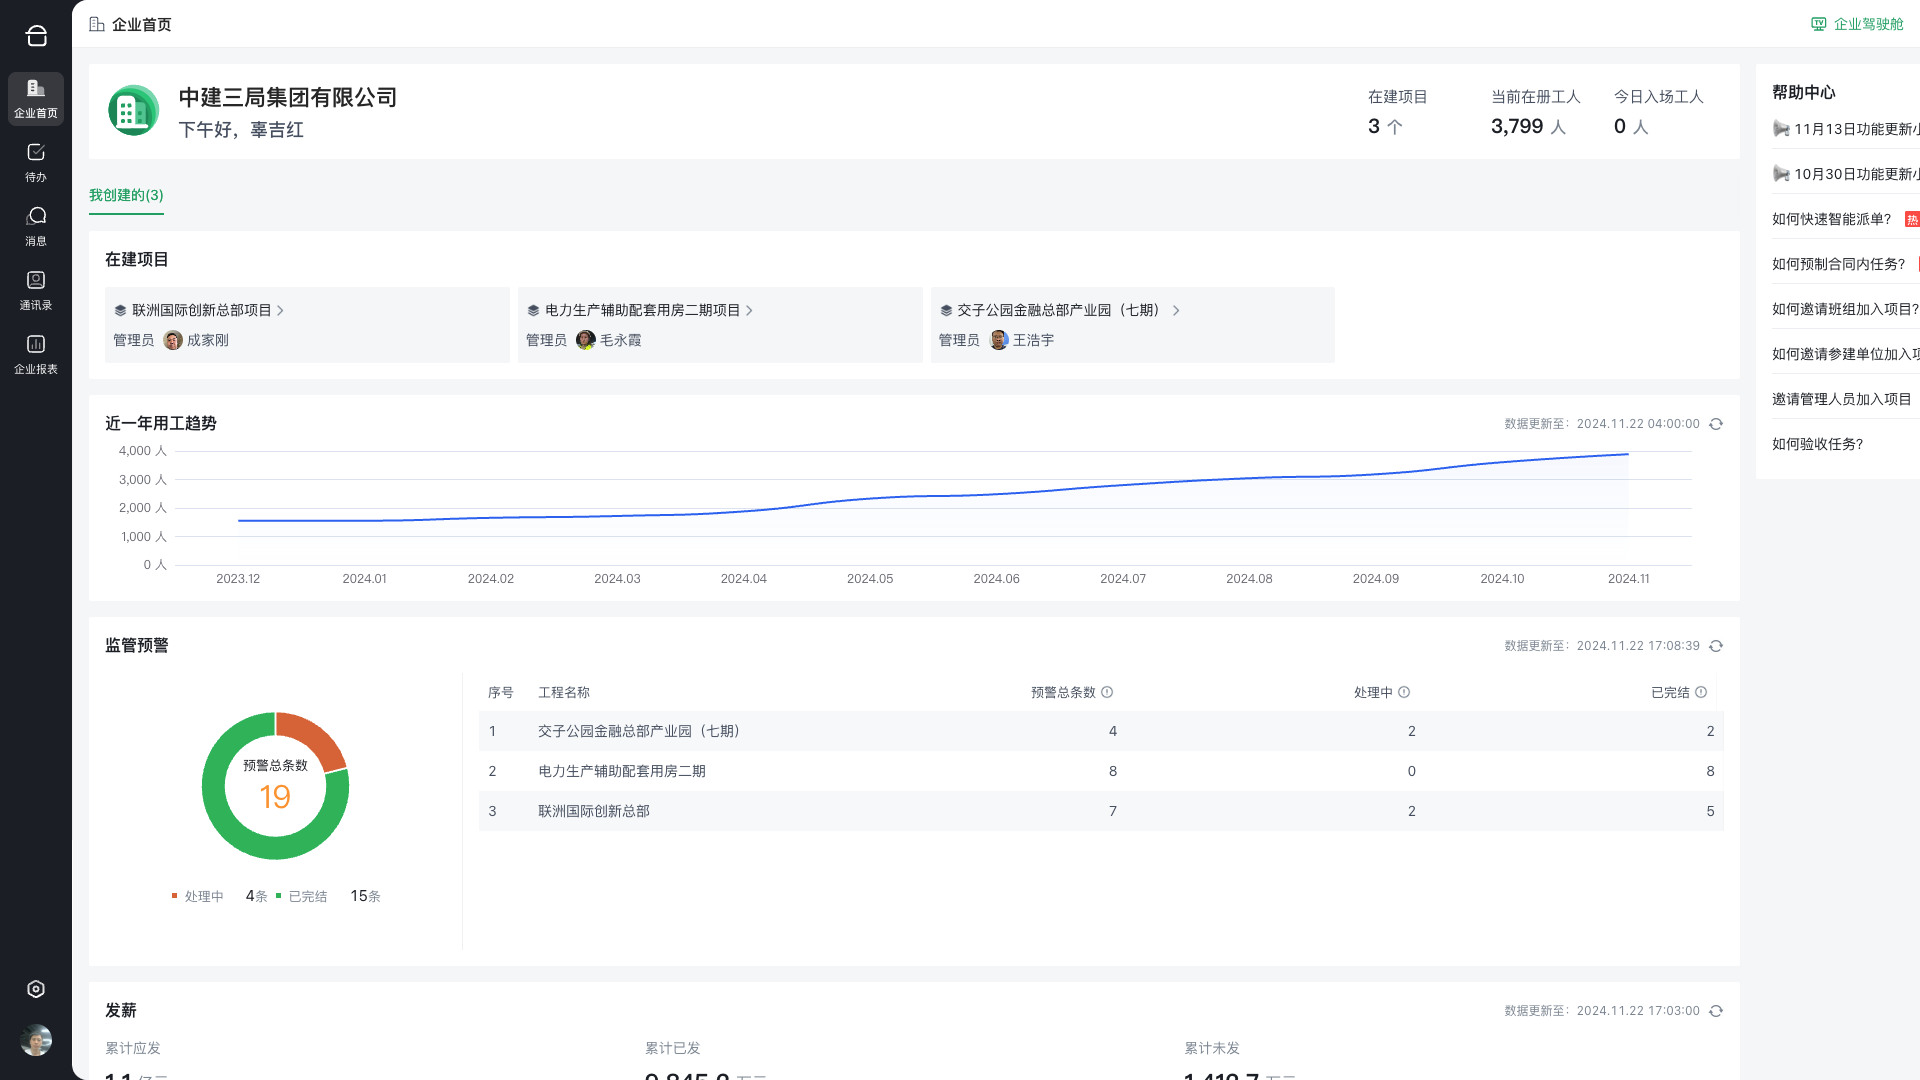 企业首页
企业驾驶舱
企业首页
待办
消息
通讯录
企业报表
中建三局集团有限公司
下午好，辜吉红
在建项目
3 个
当前在册工人
3,799 人
今日入场工人
0 人
我创建的(3)
在建项目
联洲国际创新总部项目
管理员 成家刚
电力生产辅助配套用房二期项目
管理员 毛永霞
交子公园金融总部产业园（七期）
管理员 王浩宇
近一年用工趋势
数据更新至：2024.11.22 04:00:00
4,000 人
3,000 人
2,000 人
1,000 人
0 人
2023.12 2024.01 2024.02 2024.03 2024.04 2024.05 2024.06 2024.07 2024.08 2024.09 2024.10 2024.11
监管预警
数据更新至：2024.11.22 17:08:39
预警总条数
19
处理中 4条 已完结 15条
序号 工程名称 预警总条数 处理中 已完结
1 交子公园金融总部产业园（七期） 4 2 2
2 电力生产辅助配套用房二期 8 0 8
3 联洲国际创新总部 7 2 5
发薪
数据更新至：2024.11.22 17:03:00
累计应发
累计已发
累计未发
帮助中心
11月13日功能更新小
10月30日功能更新小
如何快速智能派单? 热
如何预制合同内任务?
如何邀请班组加入项目?
如何邀请参建单位加入项
邀请管理人员加入项目
如何验收任务?